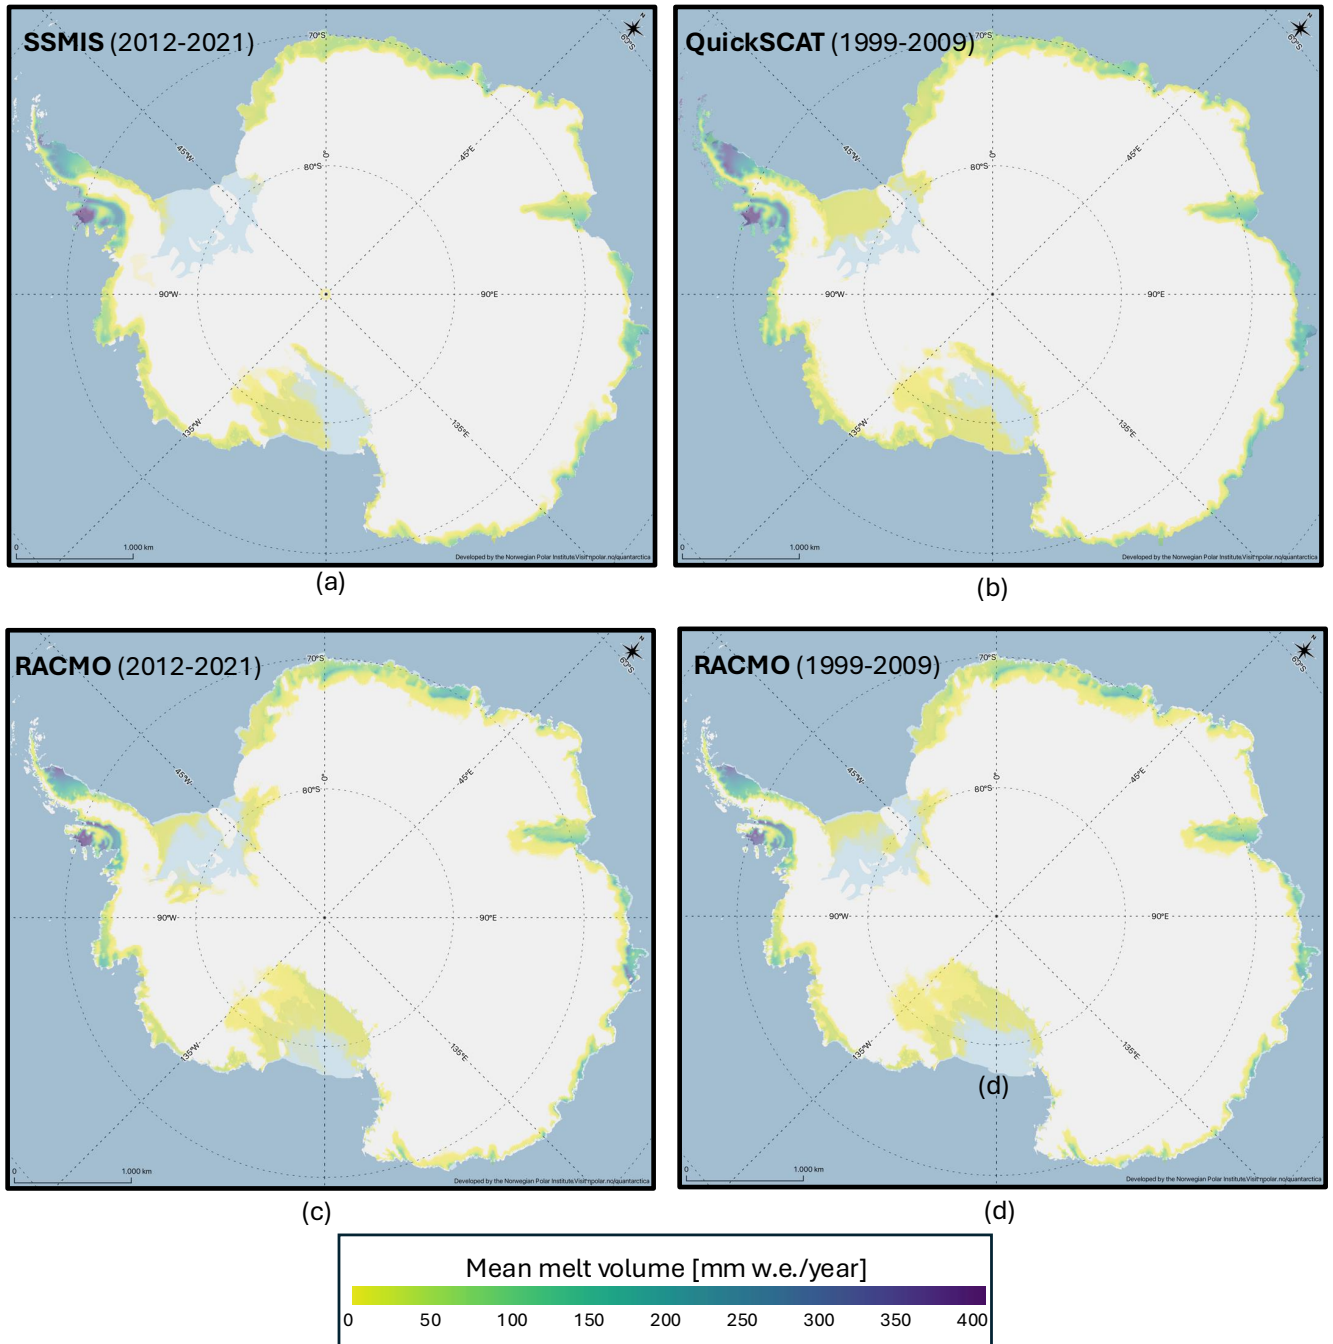 SSMIS (2012-2021)
70°S
N
60°S
45°W
0
45°E
80°S
90°W
90°E
135°W
135°E
0
1.000 km
Developed by the Norwegian Polar Institute.Visit npolar.no/quantarctica
(a)
QuickSCAT (1999-2009)
70°S
N
60°S
45°W
0
45°E
80°S
90°W
90°E
135°W
135°E
0
1.000 km
Developed by the Norwegian Polar Institute.Visit npolar.no/quantarctica
(b)
RACMO (2012-2021)
70°S
N
60°S
45°W
0
45°E
80°S
90°W
90°E
135°W
135°E
0
1.000 km
Developed by the Norwegian Polar Institute.Visit npolar.no/quantarctica
(c)
RACMO (1999-2009)
70°S
N
60°S
45°W
0
45°E
80°S
90°W
90°E
135°W
135°E
(d)
0
1.000 km
Developed by the Norwegian Polar Institute.Visit npolar.no/quantarctica
(d)
Mean melt volume [mm w.e./year]
0 50 100 150 200 250 300 350 400